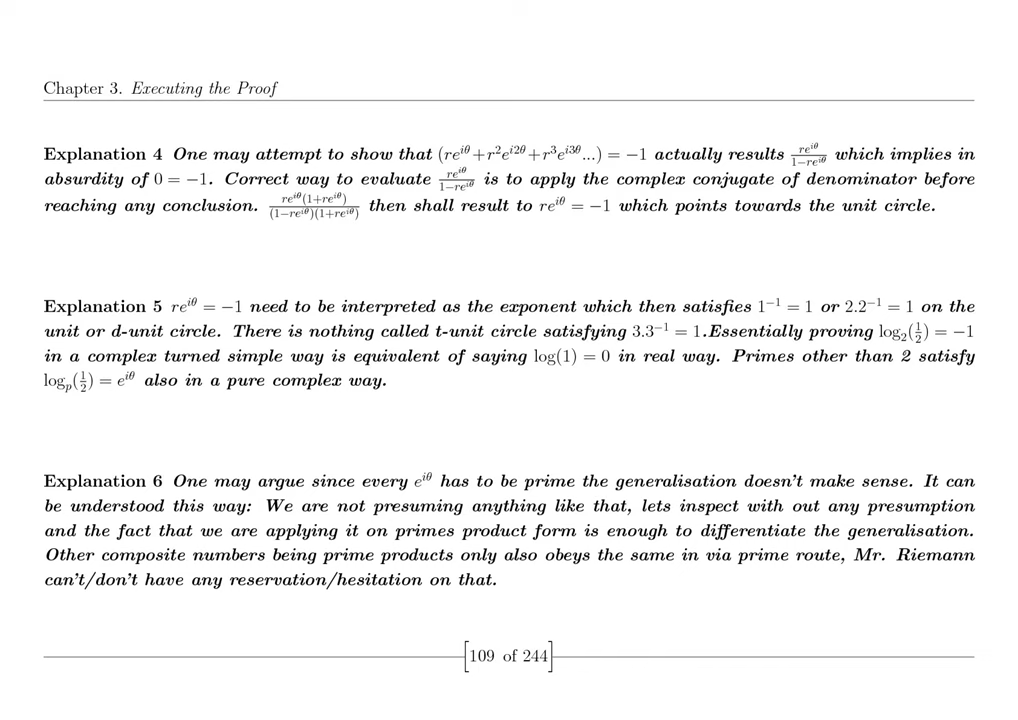 Chapter 3. Executing the Proof
Explanation 4 One may attempt to show that (re^{iθ}+r^2e^{i2θ}+r^3e^{i3θ}...) = −1 actually results \frac{re^{iθ}}{1−re^{iθ}} which implies in
absurdity of 0 = −1. Correct way to evaluate \frac{re^{iθ}}{1−re^{iθ}} is to apply the complex conjugate of denominator before
reaching any conclusion. \frac{re^{iθ}(1+re^{iθ})}{(1−re^{iθ})(1+re^{iθ})} then shall result to re^{iθ} = −1 which points towards the unit circle.
Explanation 5 re^{iθ} = −1 need to be interpreted as the exponent which then satisfies 1^{−1} = 1 or 2.2^{−1} = 1 on the
unit or d-unit circle. There is nothing called t-unit circle satisfying 3.3^{−1} = 1.Essentially proving log_2(\frac{1}{2}) = −1
in a complex turned simple way is equivalent of saying log(1) = 0 in real way. Primes other than 2 satisfy
log_p(\frac{1}{2}) = e^{iθ} also in a pure complex way.
Explanation 6 One may argue since every e^{iθ} has to be prime the generalisation doesn't make sense. It can
be understood this way: We are not presuming anything like that, lets inspect with out any presumption
and the fact that we are applying it on primes product form is enough to differentiate the generalisation.
Other composite numbers being prime products only also obeys the same in via prime route, Mr. Riemann
can't/don't have any reservation/hesitation on that.
[109 of 244]